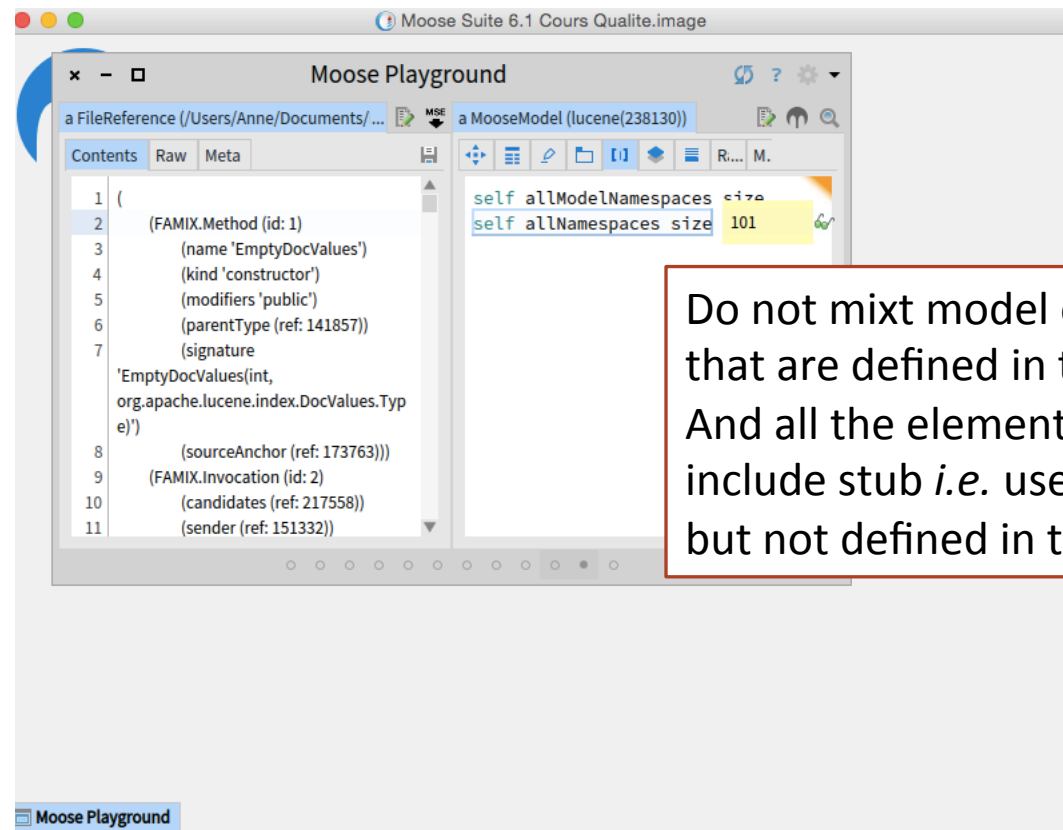 Moose Suite 6.1 Cours Qualite.image
Moose Playground
a FileReference (/Users/Anne/Documents/ ...
MSE
a MooseModel (lucene(238130))
Contents Raw Meta
R... M.
1 (
2 (FAMIX.Method (id: 1)
3 (name 'EmptyDocValues')
4 (kind 'constructor')
5 (modifiers 'public')
6 (parentType (ref: 141857))
7 (signature
'EmptyDocValues(int,
org.apache.lucene.index.DocValues.Typ
e)')
8 (sourceAnchor (ref: 173763)))
9 (FAMIX.Invocation (id: 2)
10 (candidates (ref: 217558))
11 (sender (ref: 151332))
self allModelNamespaces size
self allNamespaces size 101
Do not mixt model
that are defined in
And all the element
include stub i.e. use
but not defined in
Moose Playground